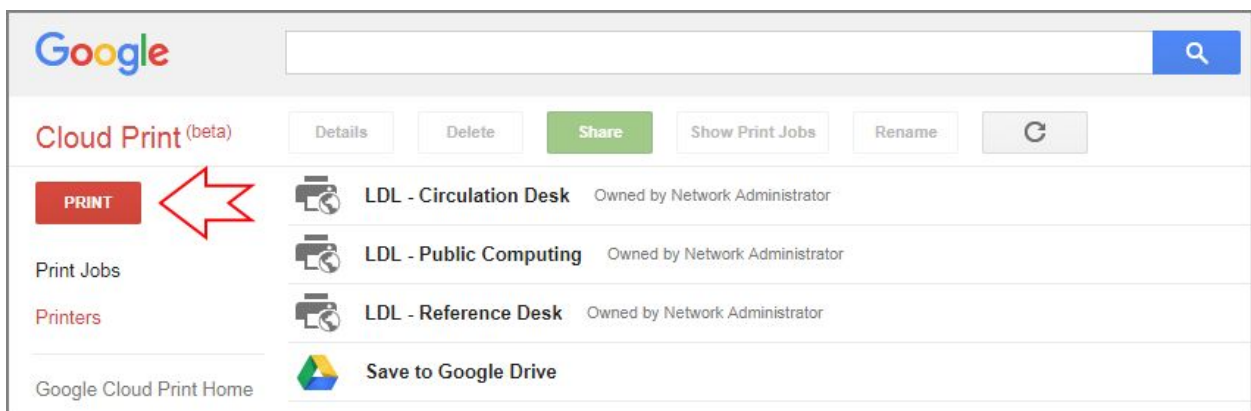 Google
Cloud Print (beta)
Details Delete Share Show Print Jobs Rename
PRINT
Print Jobs
Printers
Google Cloud Print Home
LDL - Circulation Desk Owned by Network Administrator
LDL - Public Computing Owned by Network Administrator
LDL - Reference Desk Owned by Network Administrator
Save to Google Drive